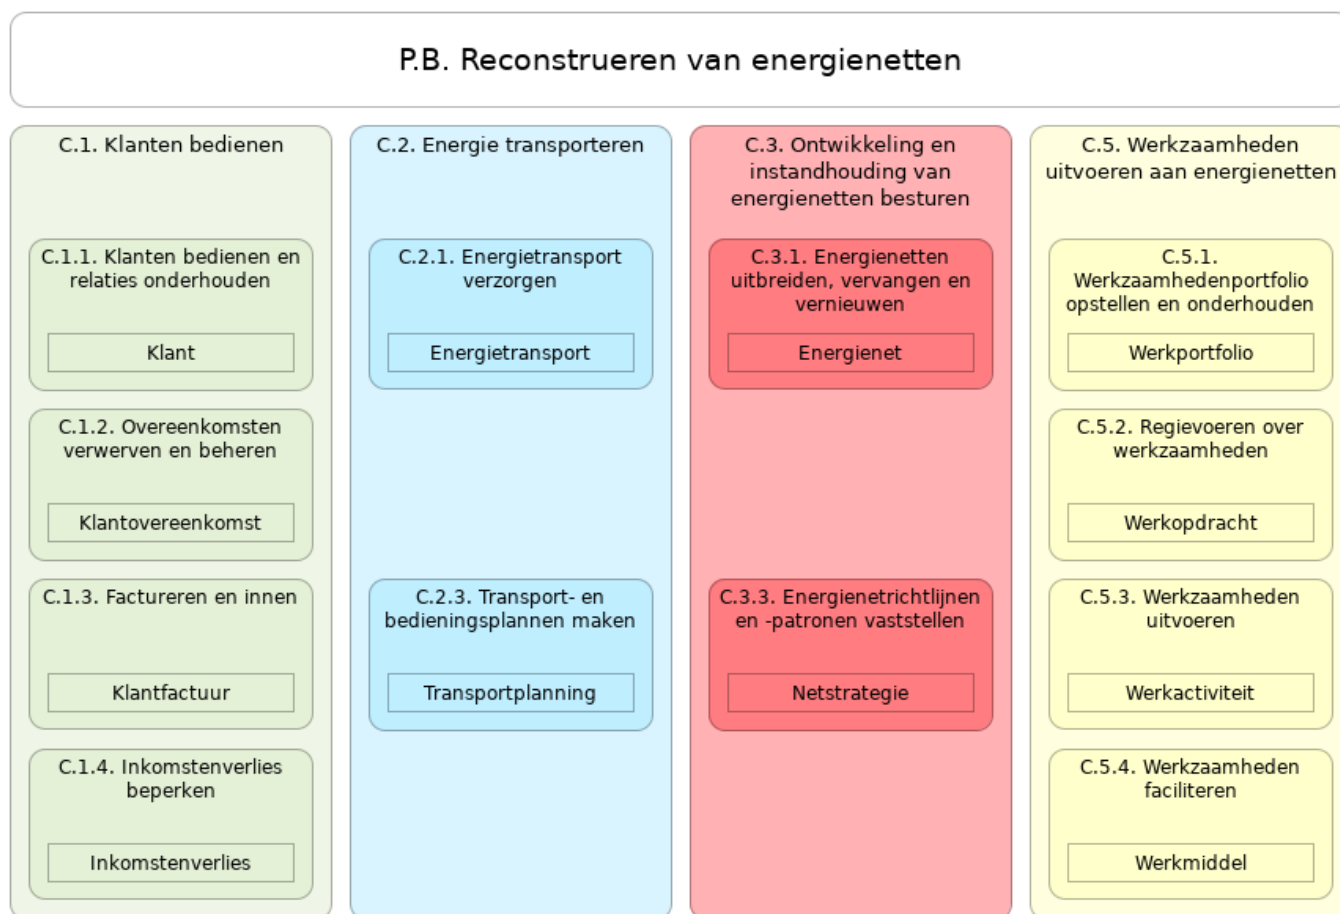 P.B. Reconstrueren van energienetten
C.1. Klanten bedienen
C.1.1. Klanten bedienen en
relaties onderhouden
Klant
C.1.2. Overeenkomsten
verwerven en beheren
Klantovereenkomst
C.1.3. Factureren en innen
Klantfactuur
C.1.4. Inkomstenverlies
beperken
Inkomstenverlies
C.2. Energie transporteren
C.2.1. Energietransport
verzorgen
Energietransport
C.2.3. Transport- en
bedieningsplannen maken
Transportplanning
C.3. Ontwikkeling en
instandhouding van
energienetten besturen
C.3.1. Energienetten
uitbreiden, vervangen en
vernieuwen
Energienet
C.3.3. Energienetrichtlijnen
en -patronen vaststellen
Netstrategie
C.5. Werkzaamheden
uitvoeren aan energienetten
C.5.1.
Werkzaamhedenportfolio
opstellen en onderhouden
Werkportfolio
C.5.2. Regievoeren over
werkzaamheden
Werkopdracht
C.5.3. Werkzaamheden
uitvoeren
Werkactiviteit
C.5.4. Werkzaamheden
faciliteren
Werkmiddel